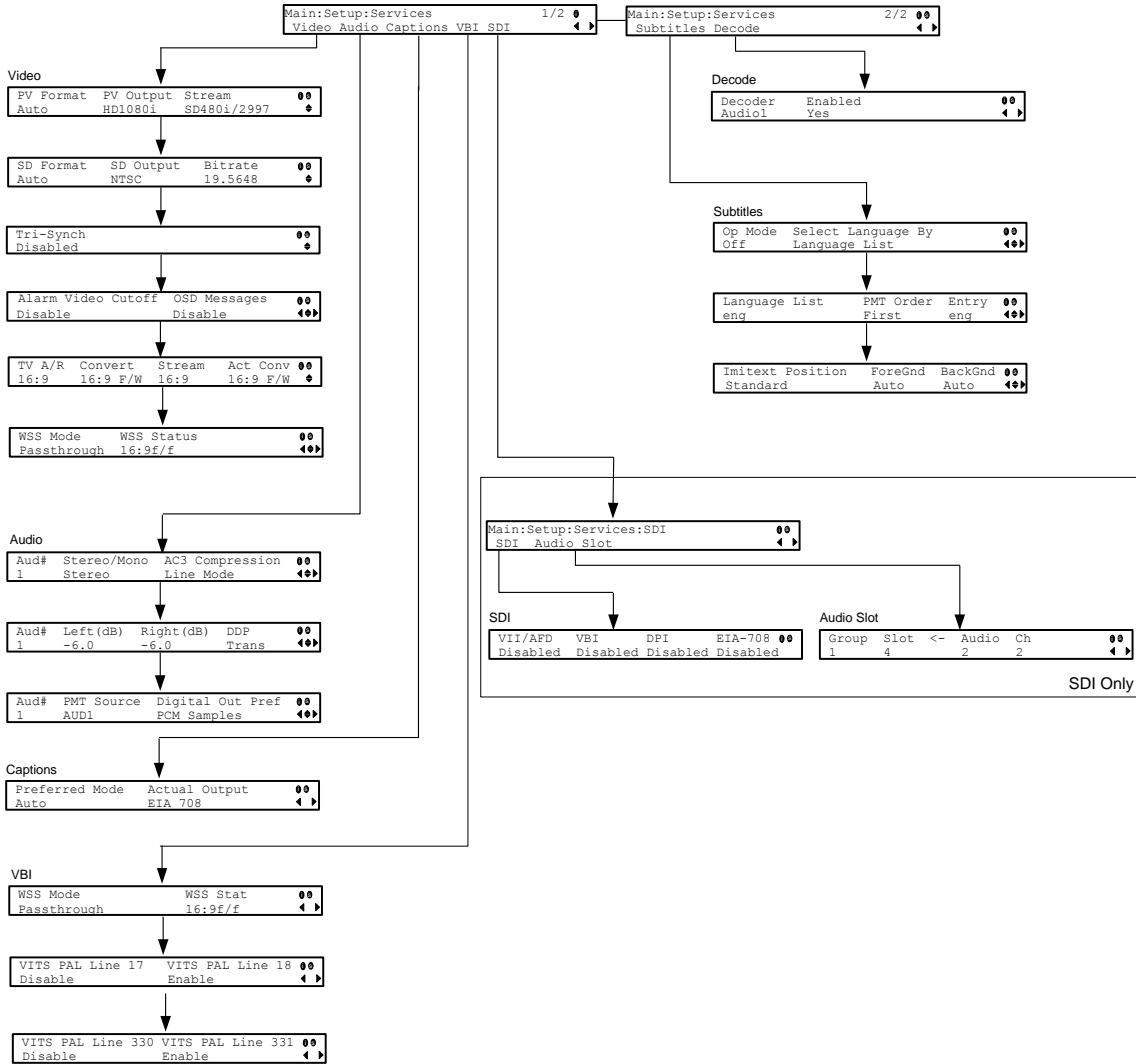 Main:Setup:Services 1/2
Video Audio Captions VBI SDI
Main:Setup:Services 2/2
Subtitles Decode
Video
PV Format PV Output Stream
Auto HD1080i SD480i/2997
SD Format SD Output Bitrate
Auto NTSC 19.5648
Tri-Synch
Disabled
Alarm Video Cutoff OSD Messages
Disable Disable
TV A/R Convert Stream Act Conv
16:9 16:9 F/W 16:9 16:9 F/W
WSS Mode WSS Status
Passthrough 16:9f/f
Audio
Aud# Stereo/Mono AC3 Compression
1 Stereo Line Mode
Aud# Left(dB) Right(dB) DDP
1 -6.0 -6.0 Trans
Aud# PMT Source Digital Out Pref
1 AUD1 PCM Samples
Captions
Preferred Mode Actual Output
Auto EIA 708
VBI
WSS Mode WSS Stat
Passthrough 16:9f/f
VITS PAL Line 17 VITS PAL Line 18
Disable Enable
VITS PAL Line 330 VITS PAL Line 331
Disable Enable
Decode
Decoder Enabled
Audio1 Yes
Subtitles
Op Mode Select Language By
Off Language List
Language List PMT Order Entry
eng First eng
Imitext Position ForeGnd BackGnd
Standard Auto Auto
Main:Setup:Services:SDI
SDI Audio Slot
SDI
VII/AFD VBI DPI EIA-708
Disabled Disabled Disabled Disabled
Audio Slot
Group Slot <- Audio Ch
1 4 2 2
SDI Only